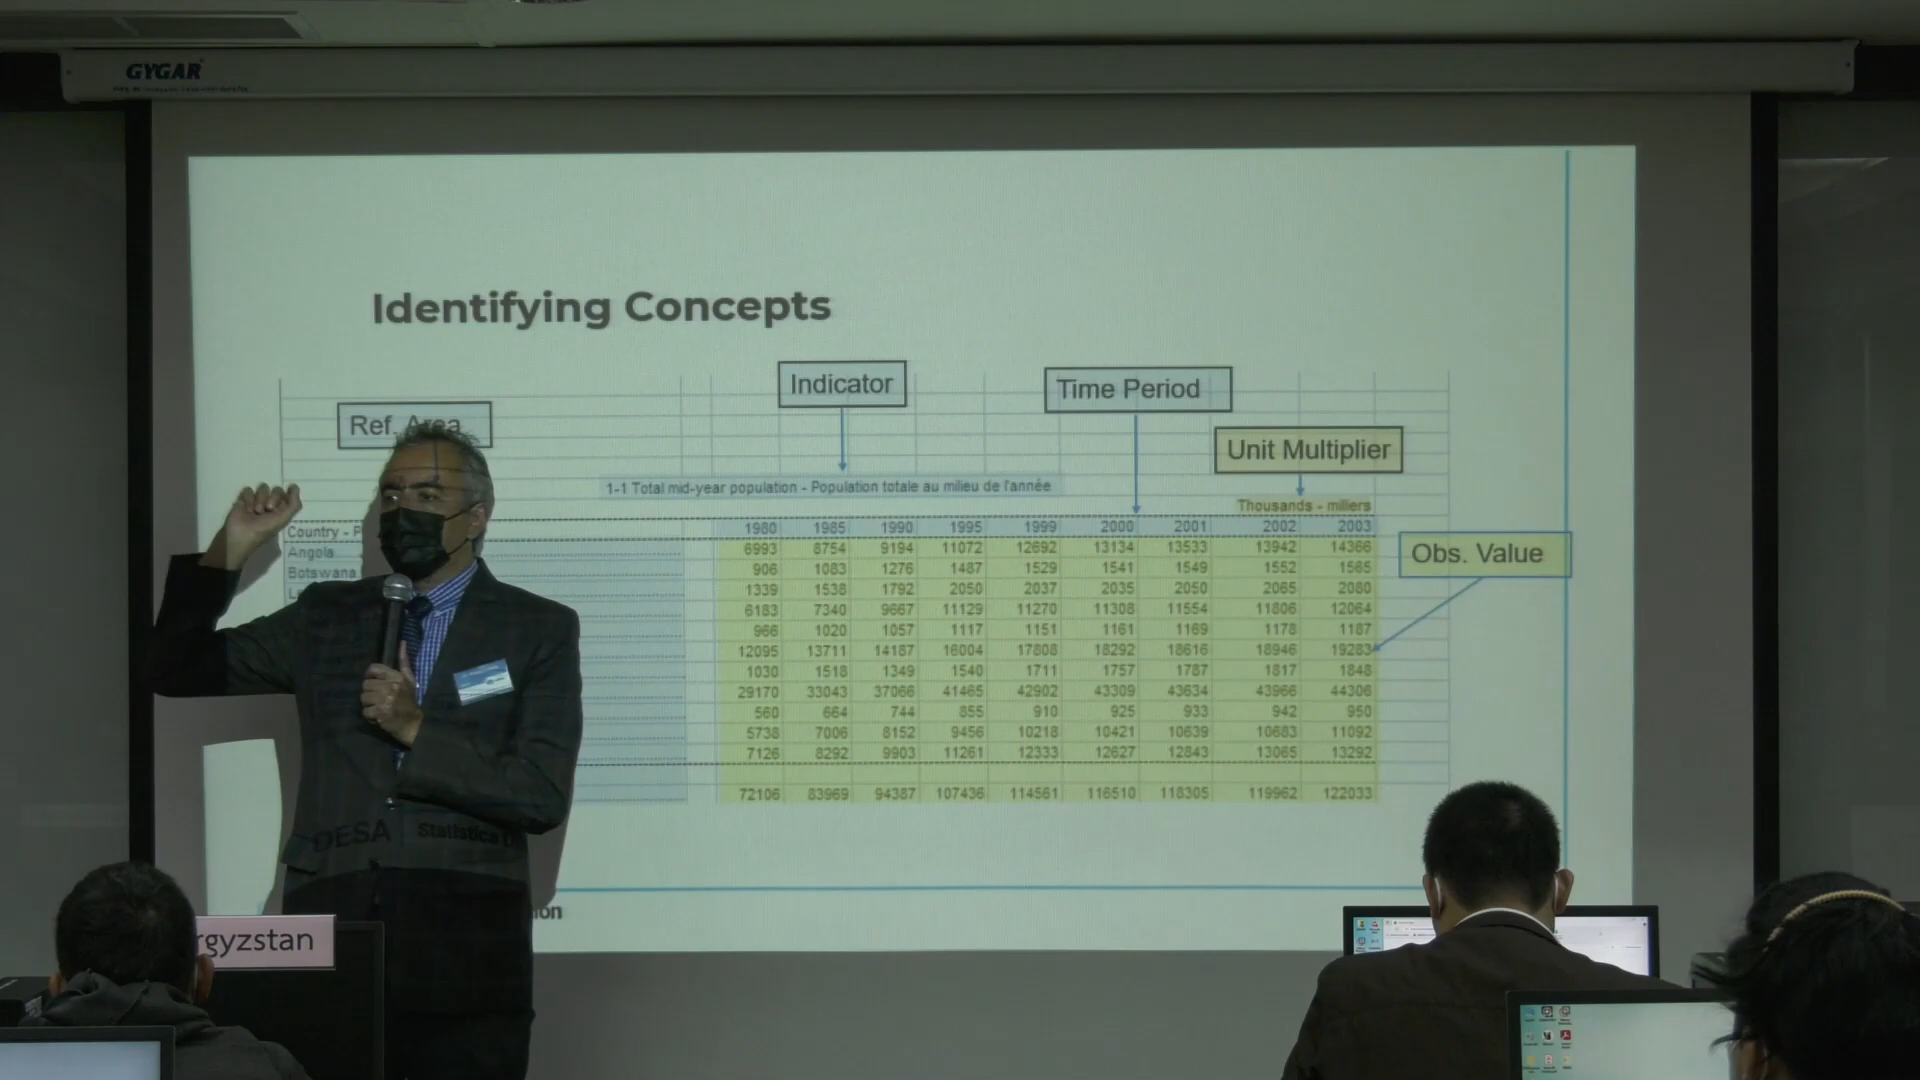 GYGAR
Identifying Concepts
Indicator
Time Period
Ref. Area
Unit Multiplier
1-1 Total mid-year population - Population totale au milieu de l'année
Thousands - milliers
Country - P 1980 1985 1990 1995 1999 2000 2001 2002 2003
Angola 6993 8754 9194 11072 12692 13134 13533 13942 14366
Obs. Value
Botswana 906 1083 1276 1487 1529 1541 1549 1552 1565
1339 1538 1792 2050 2037 2035 2050 2065 2080
6183 7340 9667 11129 11270 11308 11554 11806 12064
966 1020 1057 1117 1151 1161 1169 1178 1187
12095 13711 14187 16004 17808 18292 18616 18946 19283
1030 1518 1349 1540 1711 1757 1787 1817 1848
29170 33043 37066 41465 42902 43309 43634 43966 44306
560 664 744 855 910 925 933 942 950
5738 7006 8152 9456 10218 10421 10639 10683 11092
7126 8292 9903 11261 12333 12627 12843 13065 13292
72106 83969 94387 107436 114561 116510 118305 119962 122033
DESA Statistica
ion
rgyzstan